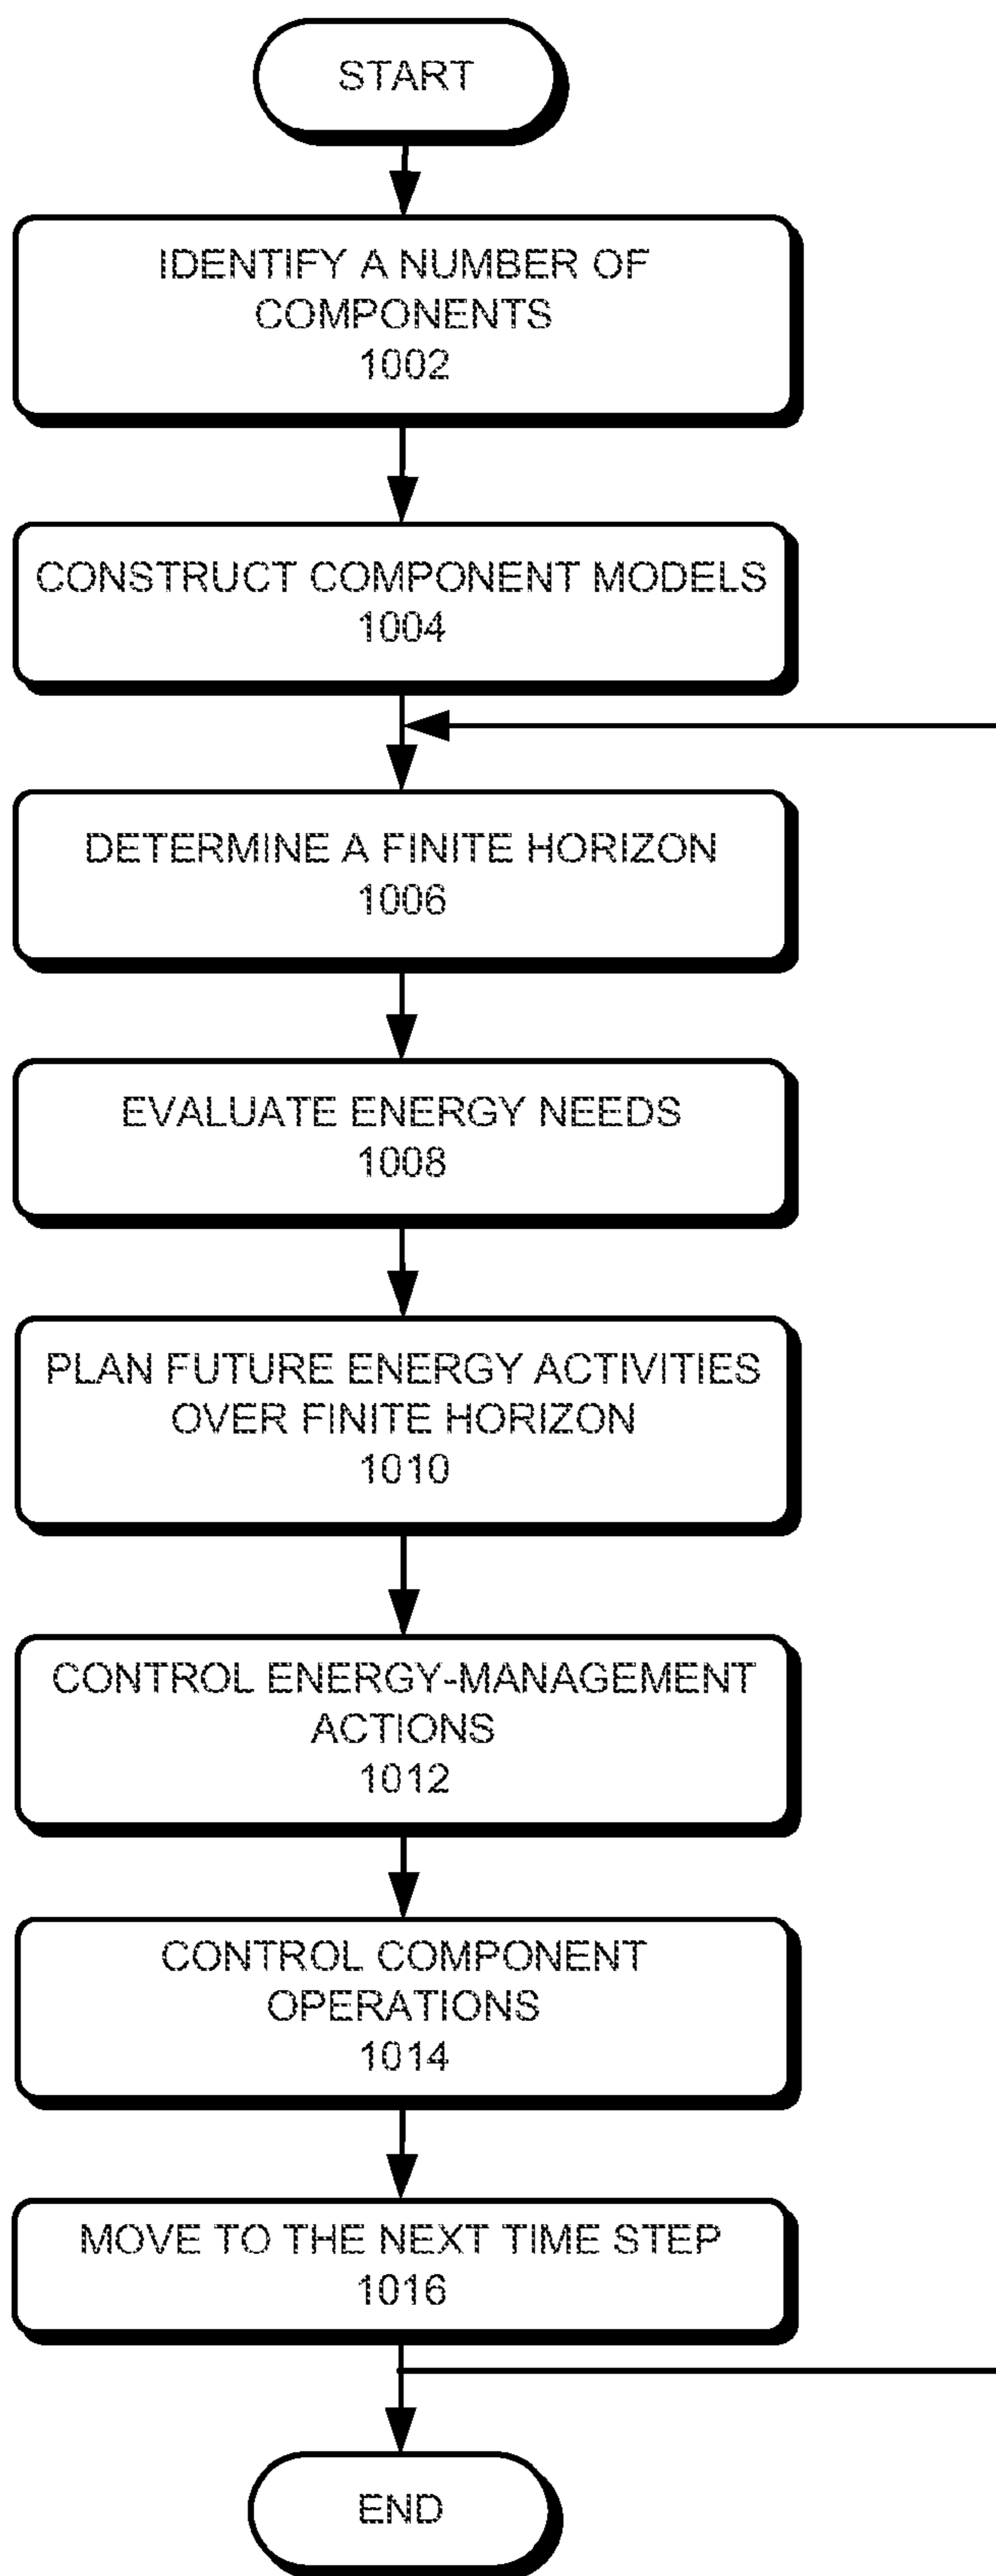 START
IDENTIFY A NUMBER OF
COMPONENTS
1002
CONSTRUCT COMPONENT MODELS
1004
DETERMINE A FINITE HORIZON
1006
EVALUATE ENERGY NEEDS
1008
PLAN FUTURE ENERGY ACTIVITIES
OVER FINITE HORIZON
1010
CONTROL ENERGY-MANAGEMENT
ACTIONS
1012
CONTROL COMPONENT
OPERATIONS
1014
MOVE TO THE NEXT TIME STEP
1016
END